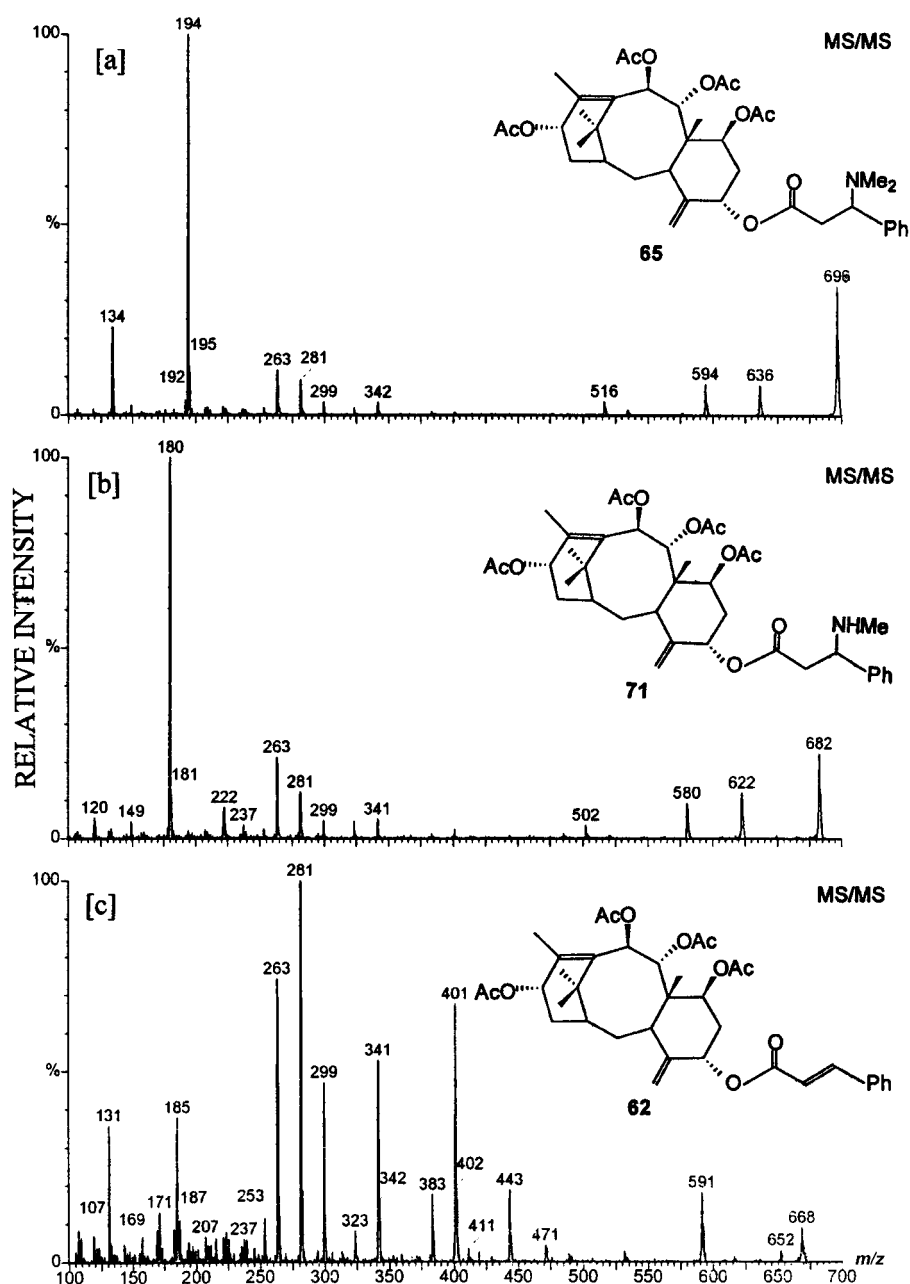 RELATIVE INTENSITY
[a]
MS/MS
100
%
0
194
134
192
195
263
281
299
342
516
594
636
696
AcO
OAc
AcO
OAc
O
NMe2
O
Ph
65
[b]
MS/MS
100
%
0
180
120
149
181
222
237
263
281
299
341
502
580
622
682
AcO
OAc
AcO
OAc
O
NHMe
O
Ph
71
[c]
MS/MS
100
%
0
281
263
401
341
299
131
185
107
169
171
187
207
237
253
323
342
383
402
411
443
471
591
652
668
AcO
OAc
AcO
OAc
O
O
Ph
62
100 150 200 250 300 350 400 450 500 550 600 650 700
m/z